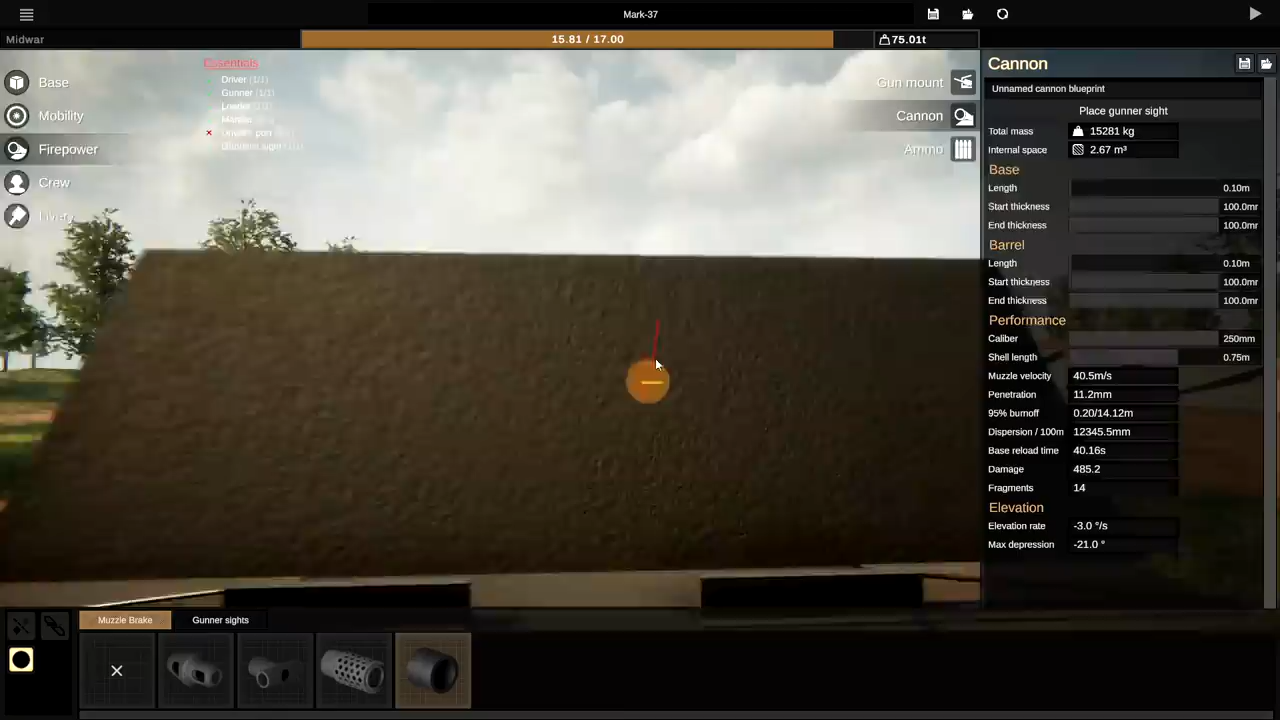 Mark-37
Midwar
15.81 / 17.00
75.01t
Essentials
Driver (1/1)
Gunner (1/1)
Base
Mobility
Firepower
Crew
Livery
Gun mount
Cannon
Ammo
Cannon
Unnamed cannon blueprint
Place gunner sight
Total mass 15281 kg
Internal space 2.67 m³
Base
Length 0.10m
Start thickness 100.0mr
End thickness 100.0mr
Barrel
Length 0.10m
Start thickness 100.0mr
End thickness 100.0mr
Performance
Caliber 250mm
Shell length 0.75m
Muzzle velocity 40.5m/s
Penetration 11.2mm
95% burnoff 0.20/14.12m
Dispersion / 100m 12345.5mm
Base reload time 40.16s
Damage 485.2
Fragments 14
Elevation
Elevation rate -3.0 °/s
Max depression -21.0 °
Muzzle Brake
Gunner sights